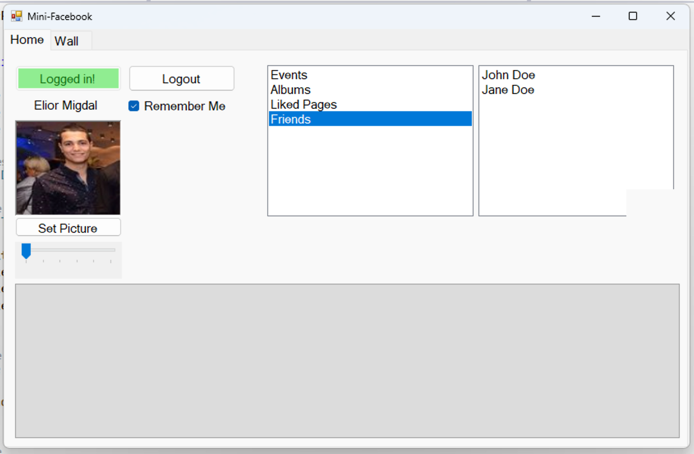 Mini-Facebook
Home Wall
Logged in! Logout
Elior Migdal Remember Me
Set Picture
Events
Albums
Liked Pages
Friends
John Doe
Jane Doe